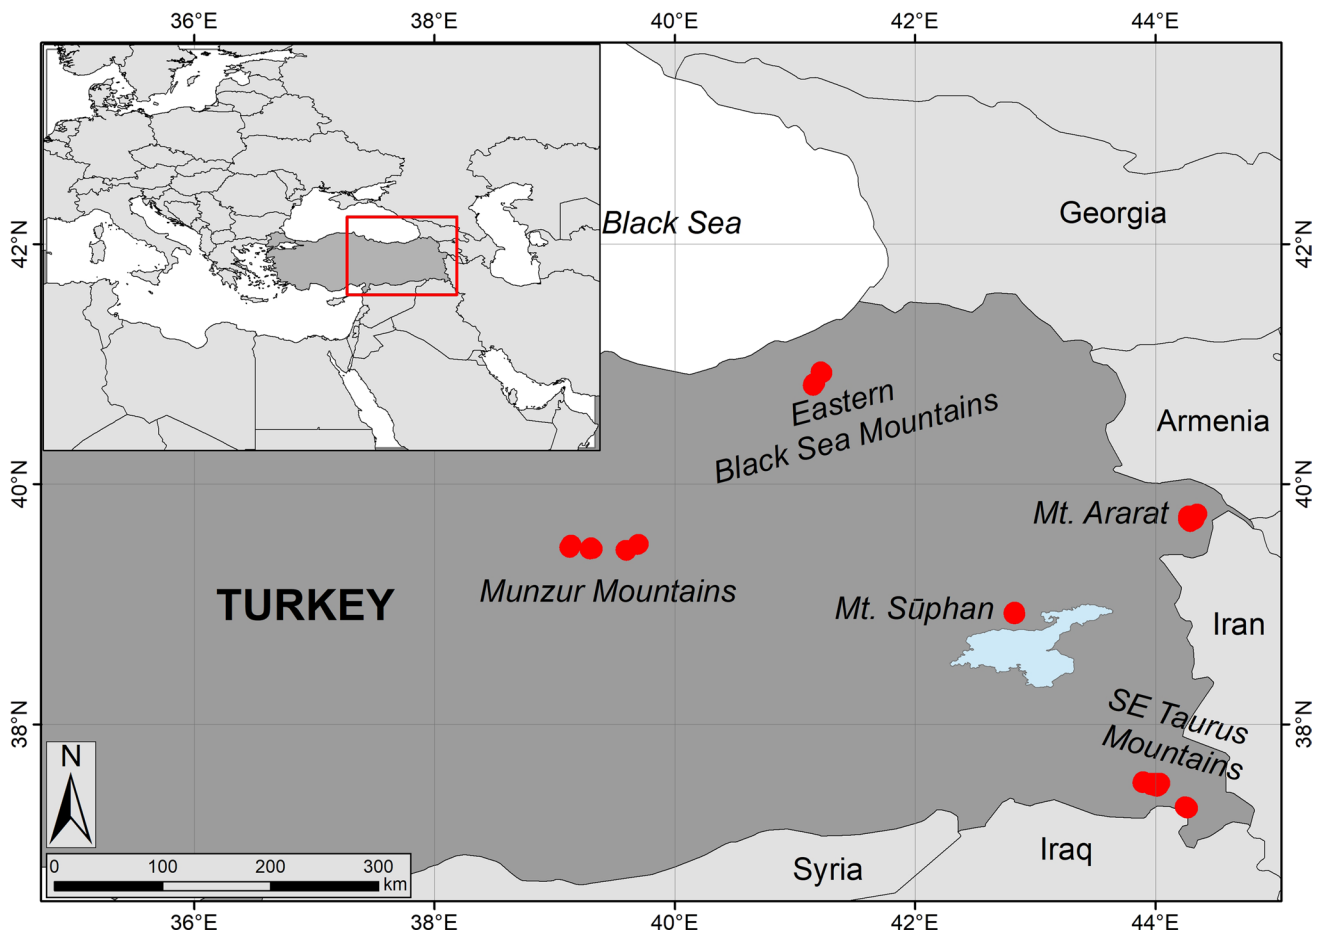 36°E 38°E 40°E 42°E 44°E
Black Sea
Georgia
42°N 42°N
Eastern
Black Sea Mountains
Armenia
40°N 40°N
Mt. Ararat
Munzur Mountains
TURKEY
Mt. Sūphan
Iran
SE Taurus
Mountains
38°N 38°N
N
Iraq
Syria
0 100 200 300
km
36°E 38°E 40°E 42°E 44°E